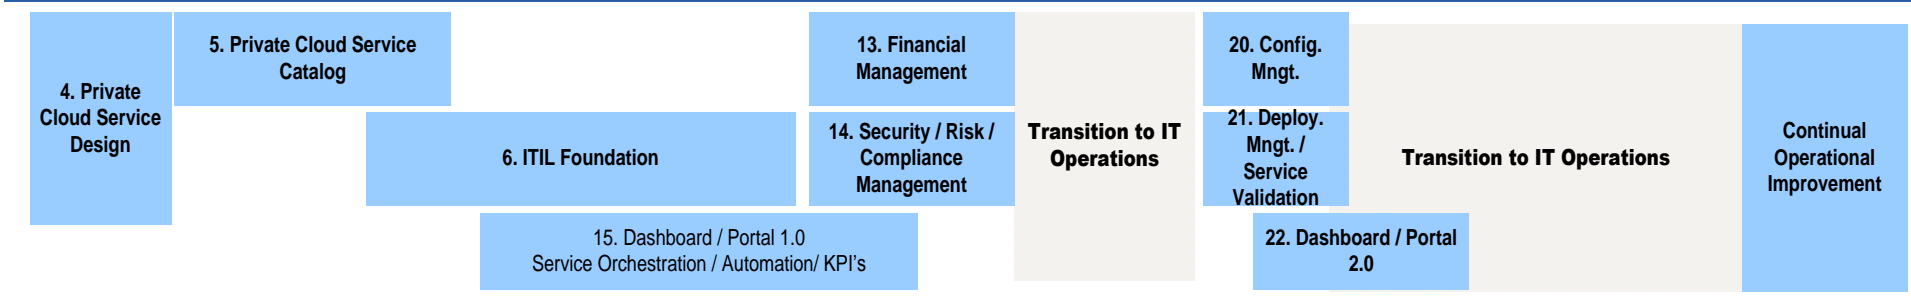 4. Private
Cloud Service
Design
5. Private Cloud Service
Catalog
6. ITIL Foundation
15. Dashboard / Portal 1.0
Service Orchestration / Automation/ KPI's
13. Financial
Management
14. Security / Risk /
Compliance
Management
Transition to IT
Operations
20. Config.
Mngt.
21. Deploy.
Mngt. /
Service
Validation
22. Dashboard / Portal
2.0
Transition to IT Operations
Continual
Operational
Improvement